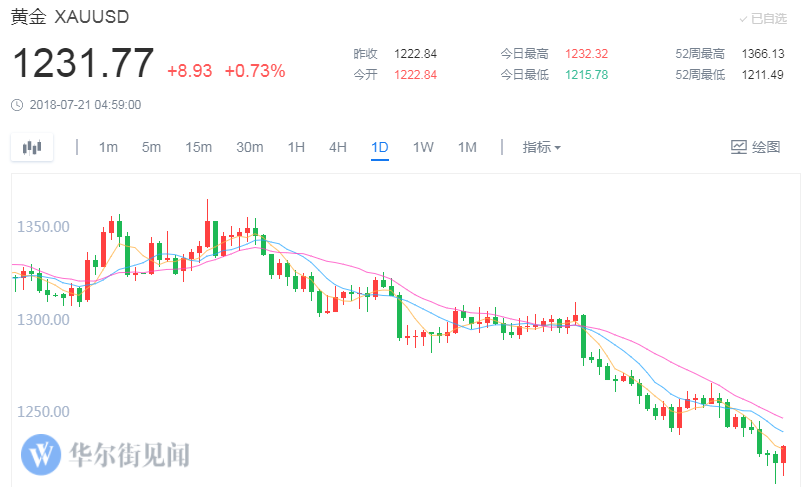 黄金 XAUUSD
已自选
1231.77 +8.93 +0.73%
昨收 1222.84 今日最高 1232.32 52周最高 1366.13
今开 1222.84 今日最低 1215.78 52周最低 1211.49
2018-07-21 04:59:00
1m 5m 15m 30m 1H 4H 1D 1W 1M 指标 绘图
1350.00
1300.00
1250.00
W 华尔街见闻